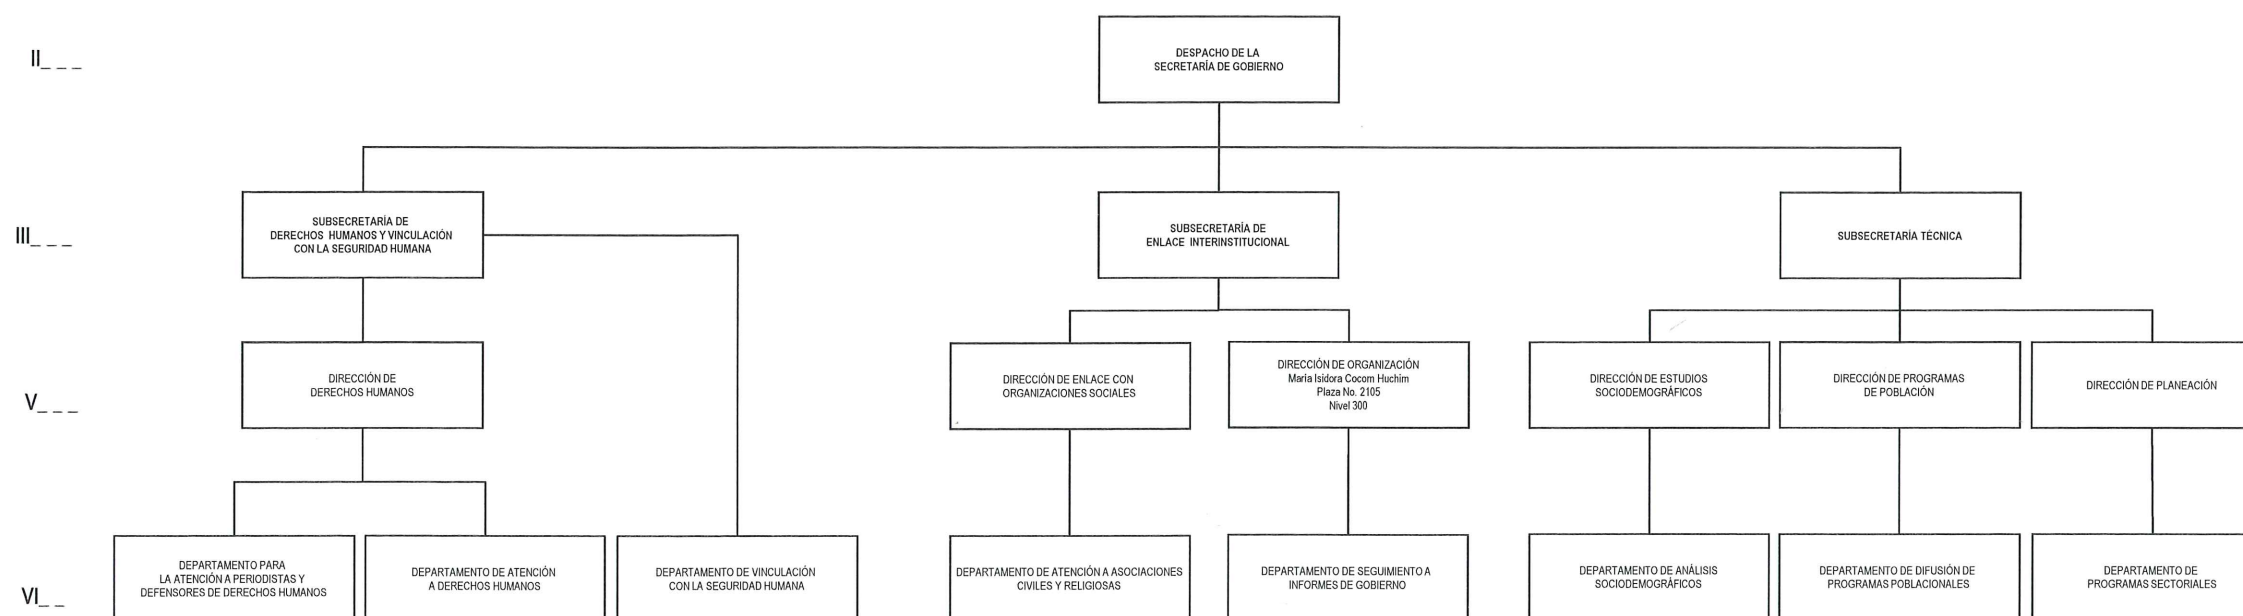 II_ _ _
DESPACHO DE LA
SECRETARÍA DE GOBIERNO
III_ _ _
SUBSECRETARÍA DE
DERECHOS HUMANOS Y VINCULACIÓN
CON LA SEGURIDAD HUMANA
SUBSECRETARÍA DE
ENLACE INTERINSTITUCIONAL
SUBSECRETARÍA TÉCNICA
V_ _ _
DIRECCIÓN DE
DERECHOS HUMANOS
DIRECCIÓN DE ENLACE CON
ORGANIZACIONES SOCIALES
DIRECCIÓN DE ORGANIZACIÓN
Maria Isidora Cocom Huchim
Plaza No. 2105
Nivel 300
DIRECCIÓN DE ESTUDIOS
SOCIODEMOGRÁFICOS
DIRECCIÓN DE PROGRAMAS
DE POBLACIÓN
DIRECCIÓN DE PLANEACIÓN
VI_ _
DEPARTAMENTO PARA
LA ATENCIÓN A PERIODISTAS Y
DEFENSORES DE DERECHOS HUMANOS
DEPARTAMENTO DE ATENCIÓN
A DERECHOS HUMANOS
DEPARTAMENTO DE VINCULACIÓN
CON LA SEGURIDAD HUMANA
DEPARTAMENTO DE ATENCIÓN A ASOCIACIONES
CIVILES Y RELIGIOSAS
DEPARTAMENTO DE SEGUIMIENTO A
INFORMES DE GOBIERNO
DEPARTAMENTO DE ANÁLISIS
SOCIODEMOGRÁFICOS
DEPARTAMENTO DE DIFUSIÓN DE
PROGRAMAS POBLACIONALES
DEPARTAMENTO DE
PROGRAMAS SECTORIALES